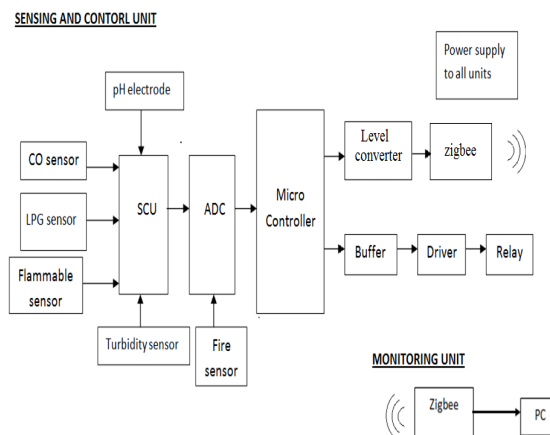 SENSING AND CONTORL UNIT
Power supply
to all units
pH electrode
CO sensor
LPG sensor
Flammable
sensor
SCU
ADC
Micro
Controller
Level
converter
zigbee
Buffer
Driver
Relay
Turbidity sensor
Fire
sensor
MONITORING UNIT
Zigbee
PC